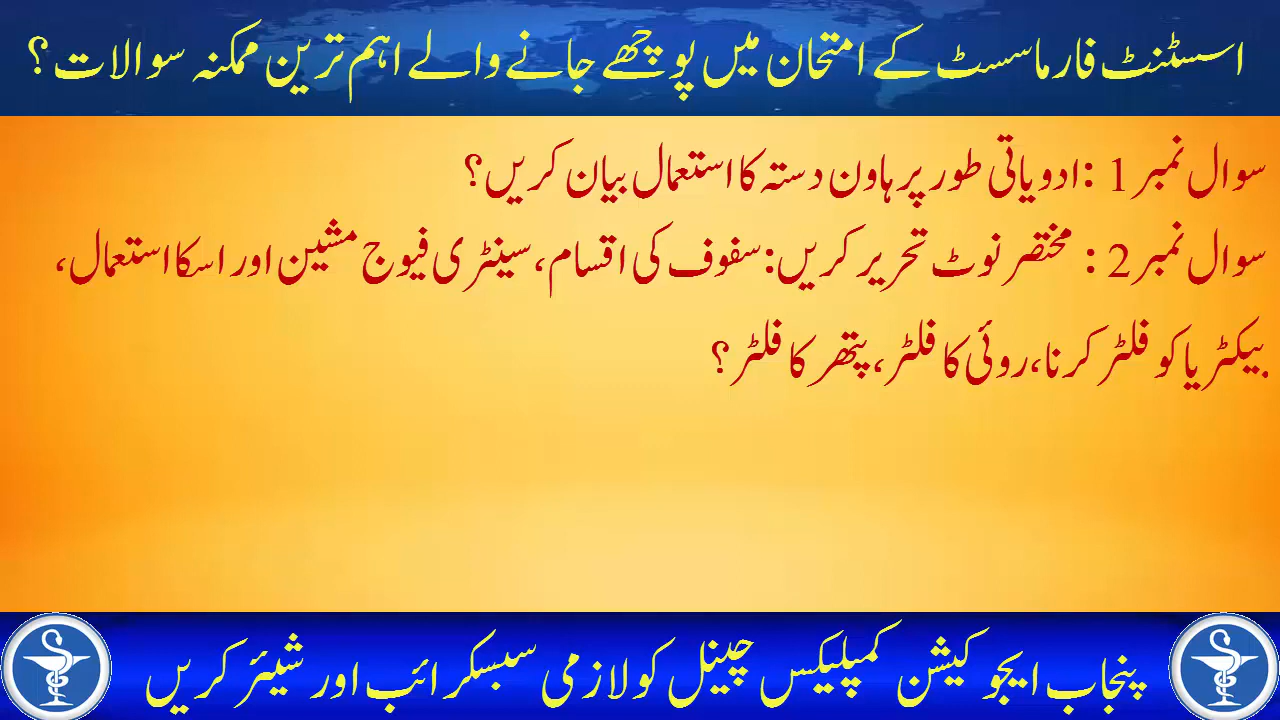 اسسٹنٹ فارماسسٹ کے امتحان میں پوچھے جانے والے اہم ترین ممکنہ سوالات؟
سوال نمبر 1 : ادویاتی طور پر ہاون دستہ کا استعمال بیان کریں؟
سوال نمبر 2 : مختصر نوٹ تحریر کریں: سفوف کی اقسام، سینٹری فیوج مشین اور اسکا استعمال،
بیکٹریا کو فلٹر کرنا، روئی کا فلٹر، پتھر کا فلٹر؟
پنجاب ایجوکیشن کمپلیکس چینل کو لازمی سبسکرائب اور شیئر کریں